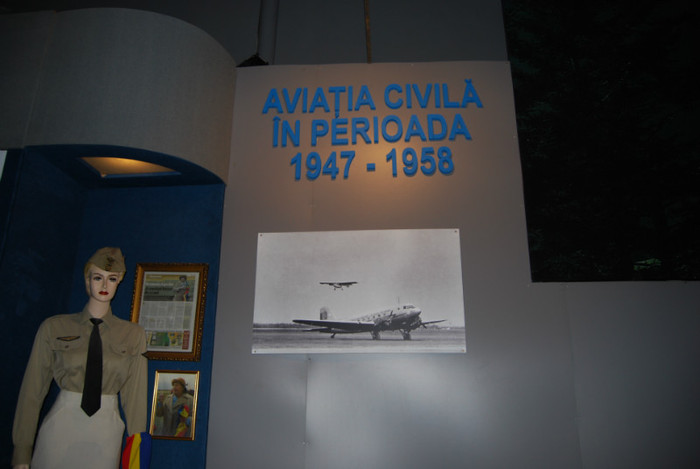 AVIAȚIA CIVILĂ
ÎN PERIOADA
1947 - 1958